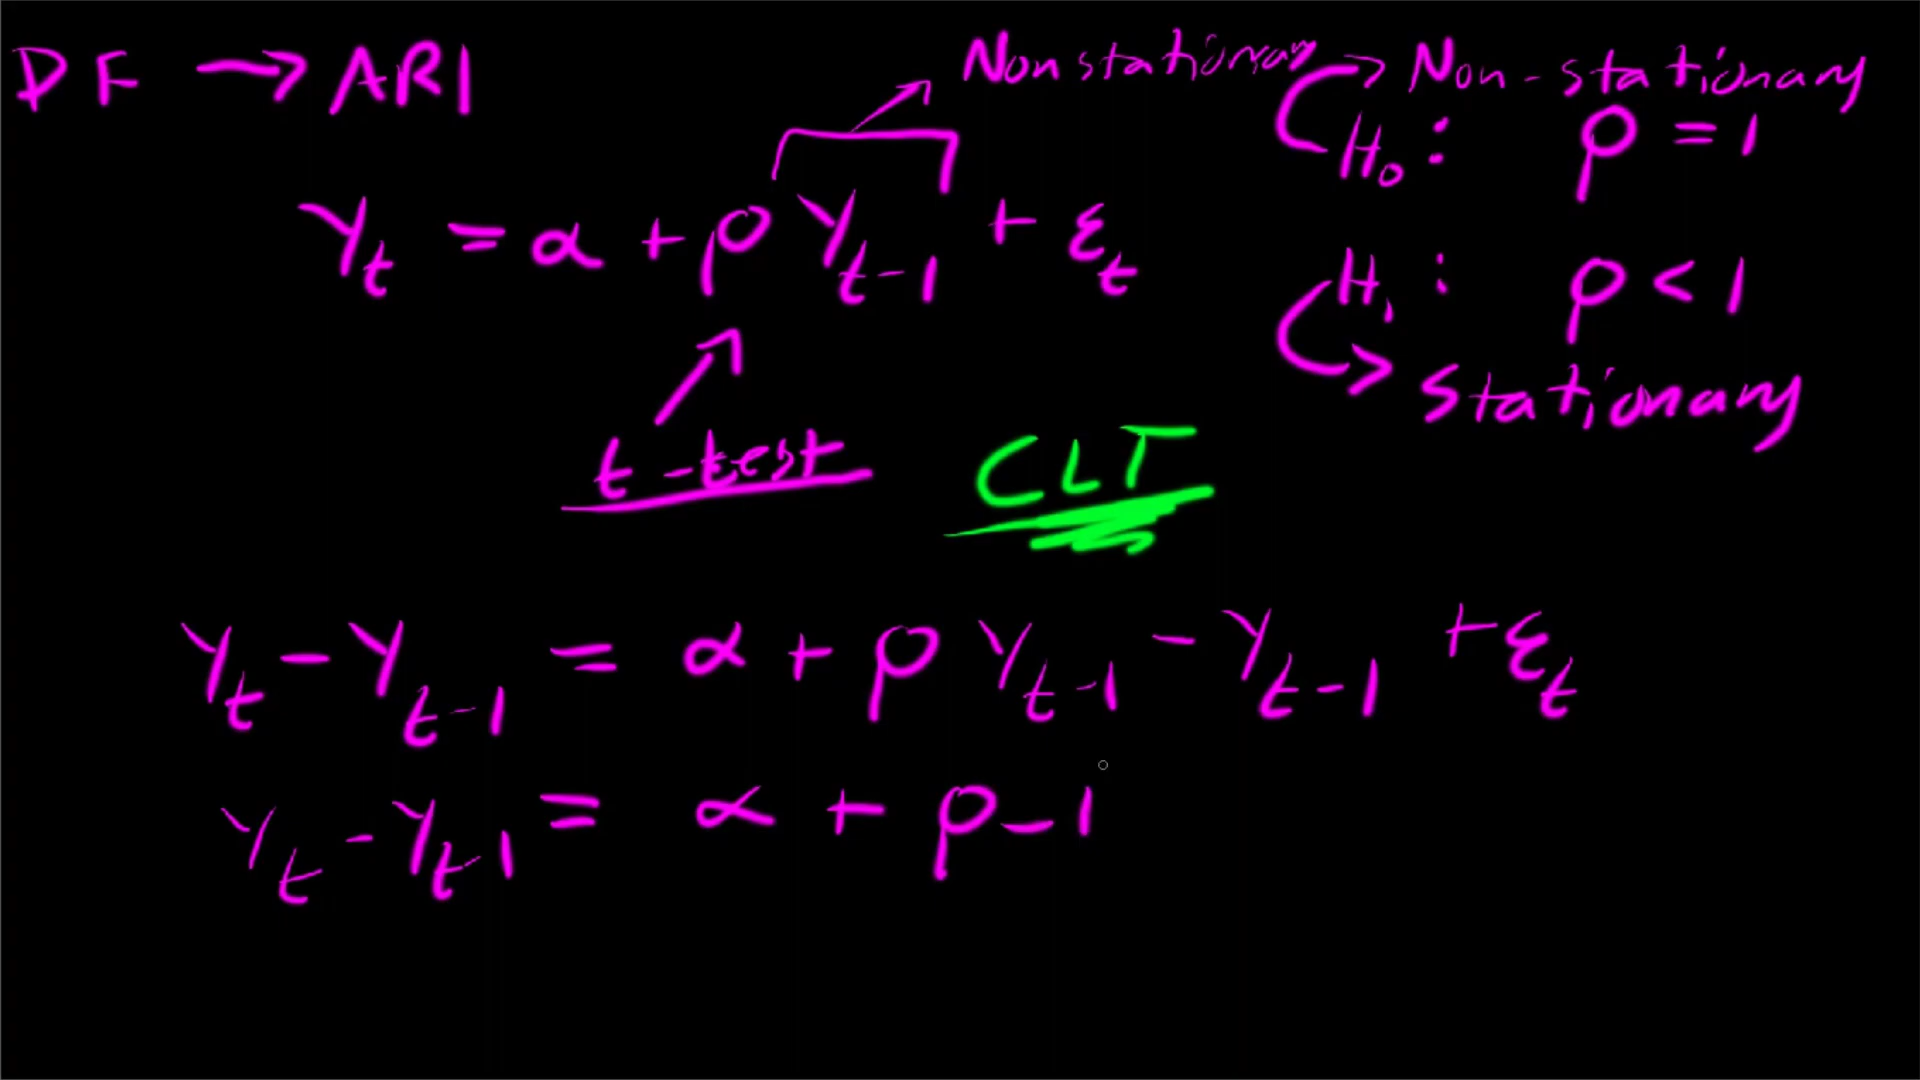 DF → AR1
Nonstationary
→ Non-stationary
H₀ : ρ = 1
Yₜ = α + ρ Yₜ₋₁ + εₜ
H₁ : ρ < 1
→ Stationary
t-test
CLT
Yₜ - Yₜ₋₁ = α + ρ Yₜ₋₁ - Yₜ₋₁ + εₜ
Yₜ - Yₜ₋₁ = α + ρ - 1